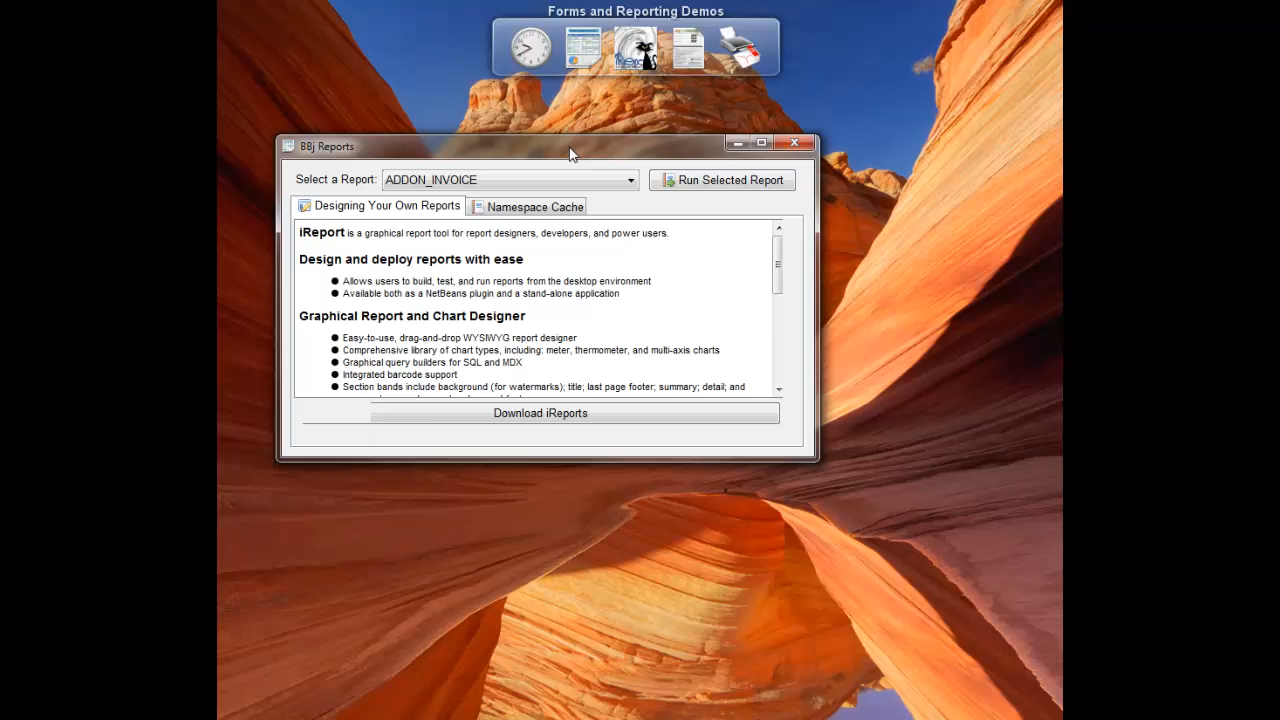 Forms and Reporting Demos
BBj Reports
Select a Report: ADDON_INVOICE Run Selected Report
Designing Your Own Reports Namespace Cache
iReport is a graphical report tool for report designers, developers, and power users.
Design and deploy reports with ease
● Allows users to build, test, and run reports from the desktop environment
● Available both as a NetBeans plugin and a stand-alone application
Graphical Report and Chart Designer
● Easy-to-use, drag-and-drop WYSIWYG report designer
● Comprehensive library of chart types, including: meter, thermometer, and multi-axis charts
● Graphical query builders for SQL and MDX
● Integrated barcode support
● Section bands include background (for watermarks); title; last page footer; summary; detail; and
Download iReports